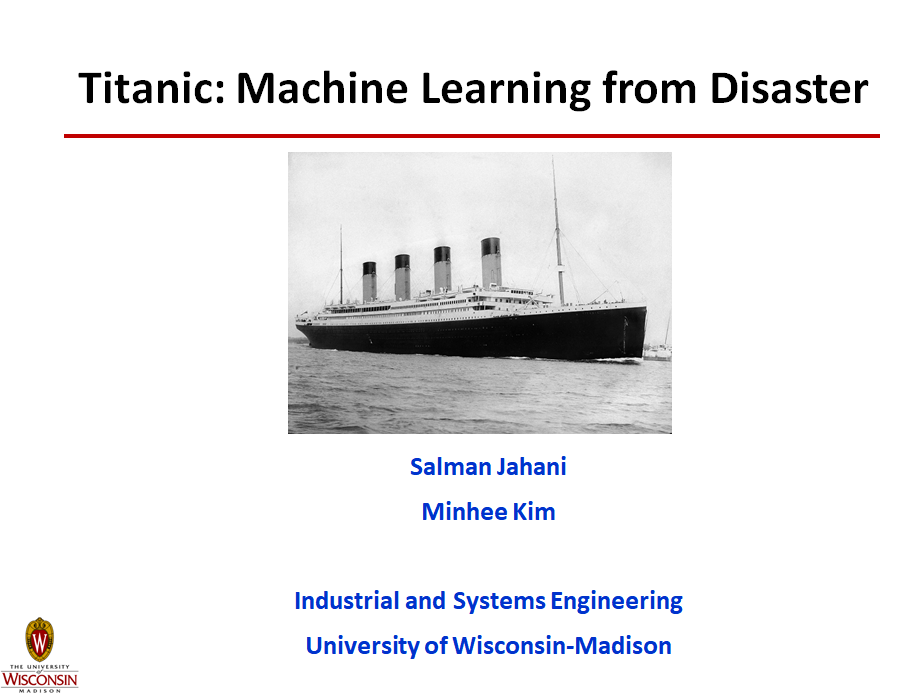 Titanic: Machine Learning from Disaster
Salman Jahani
Minhee Kim
Industrial and Systems Engineering
University of Wisconsin-Madison
W
THE UNIVERSITY
of
WISCONSIN
MADISON